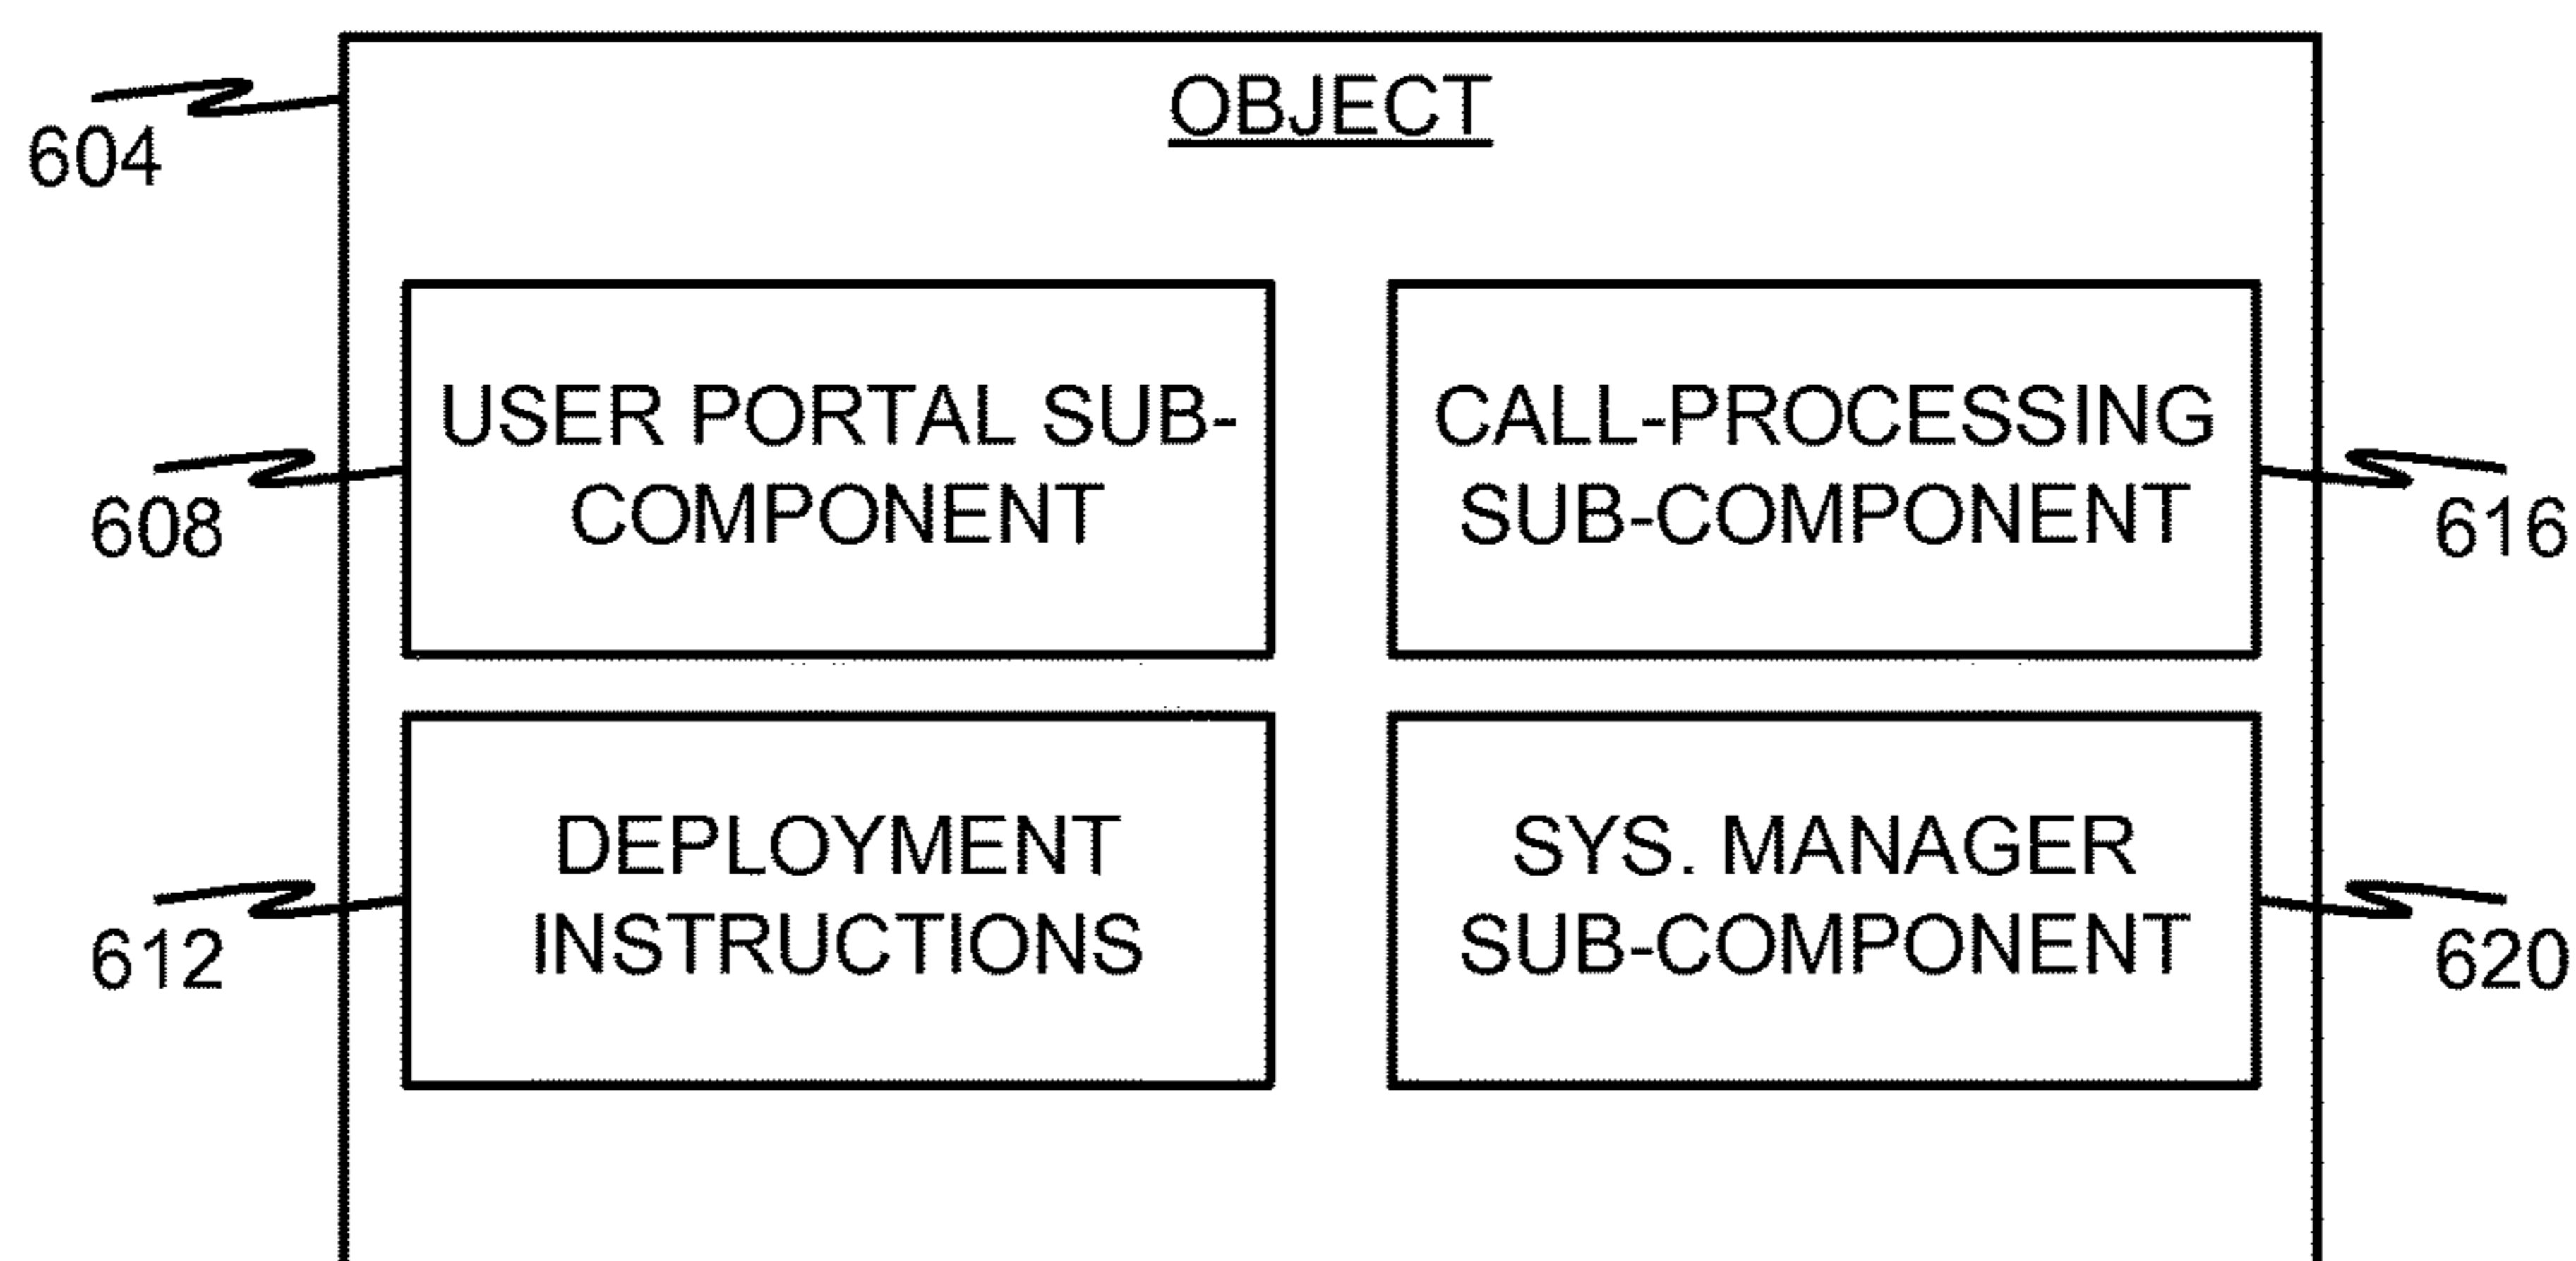 OBJECT
604
USER PORTAL SUB-
COMPONENT
608
CALL-PROCESSING
SUB-COMPONENT
616
DEPLOYMENT
INSTRUCTIONS
612
SYS. MANAGER
SUB-COMPONENT
620